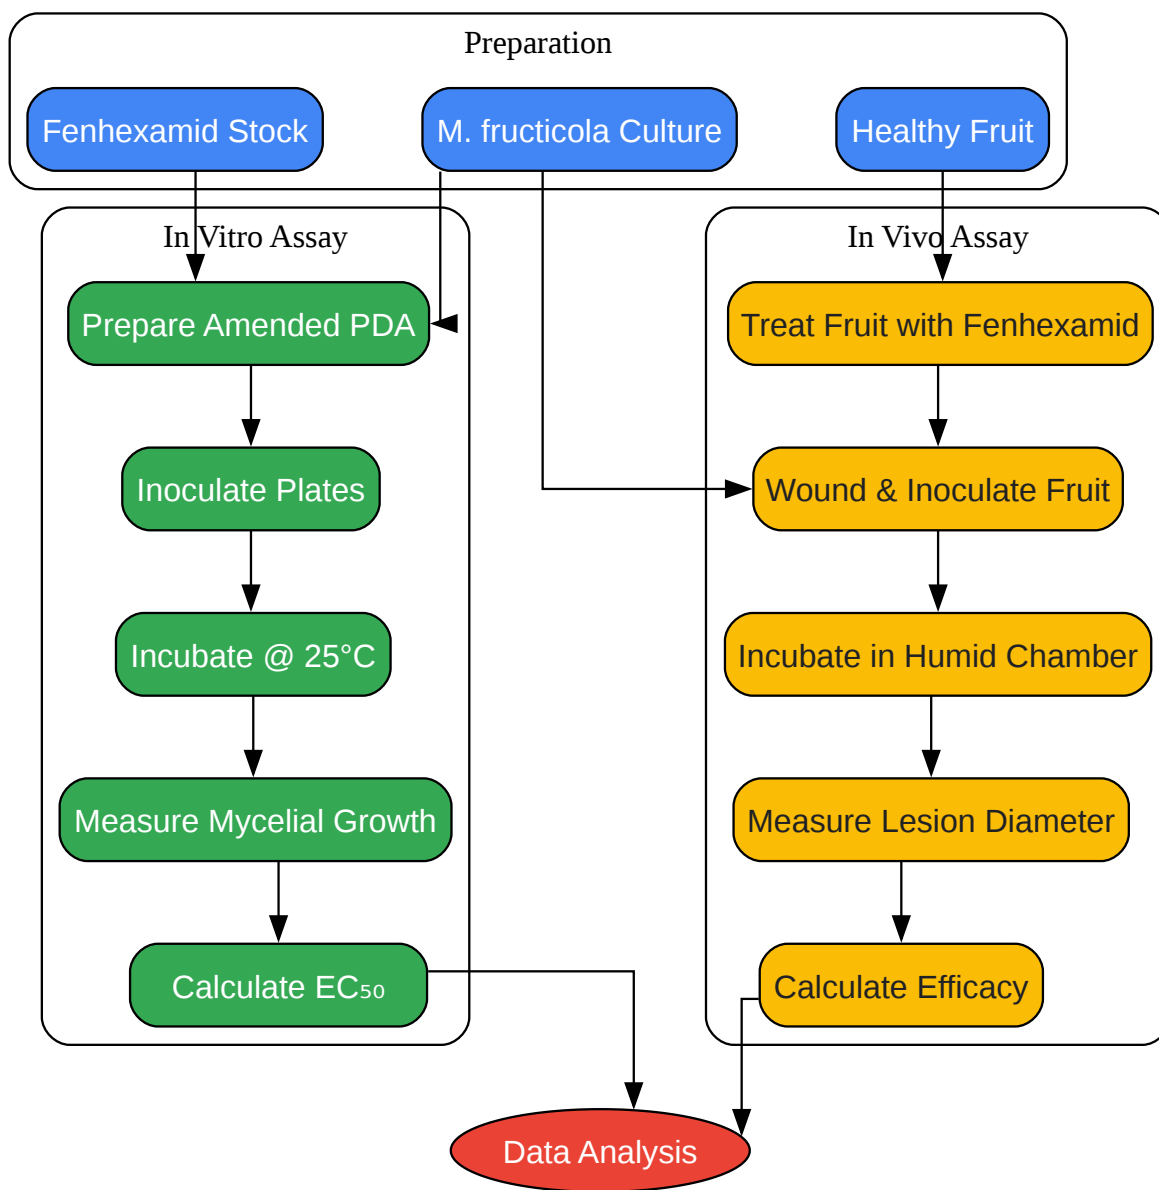 Preparation
Fenhexamid Stock
M. fructicola Culture
Healthy Fruit
In Vitro Assay
Prepare Amended PDA
Inoculate Plates
Incubate @ 25°C
Measure Mycelial Growth
Calculate EC₅₀
In Vivo Assay
Treat Fruit with Fenhexamid
Wound & Inoculate Fruit
Incubate in Humid Chamber
Measure Lesion Diameter
Calculate Efficacy
Data Analysis